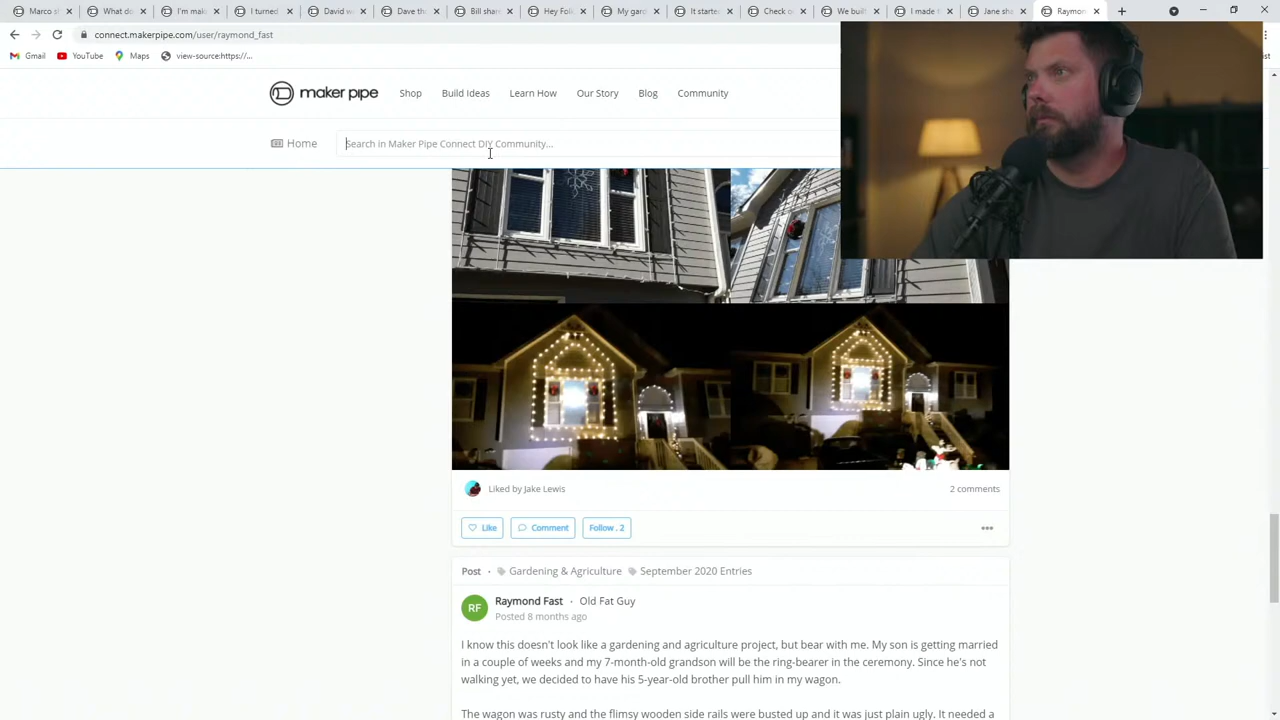 Marco s
What do
I'm mak
I turned
David w
Dave th
Bill shar
Hey Folk
My gard
It starte
Check o
We built
I made t
Jane sh
Raymon
connect.makerpipe.com/user/raymond_fast
Gmail
YouTube
Maps
view-source:https://...
maker pipe
Shop
Build Ideas
Learn How
Our Story
Blog
Community
Home
Search in Maker Pipe Connect DIY Community...
Liked by Jake Lewis
2 comments
Like
Comment
Follow . 2
Post · Gardening & Agriculture September 2020 Entries
RF
Raymond Fast · Old Fat Guy
Posted 8 months ago
I know this doesn't look like a gardening and agriculture project, but bear with me. My son is getting married
in a couple of weeks and my 7-month-old grandson will be the ring-bearer in the ceremony. Since he's not
walking yet, we decided to have his 5-year-old brother pull him in my wagon.
The wagon was rusty and the flimsy wooden side rails were busted up and it was just plain ugly. It needed a